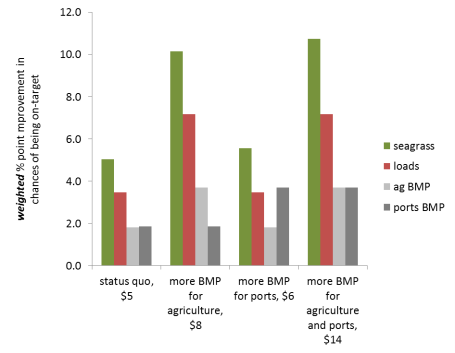 weighted % point mprovement in
chances of being on-target
12.0
10.0
8.0
6.0
4.0
2.0
0.0
status quo,
$5
more BMP
for
agriculture,
$8
more BMP
for ports, $6
more BMP
for
agriculture
and ports,
$14
seagrass
loads
ag BMP
ports BMP